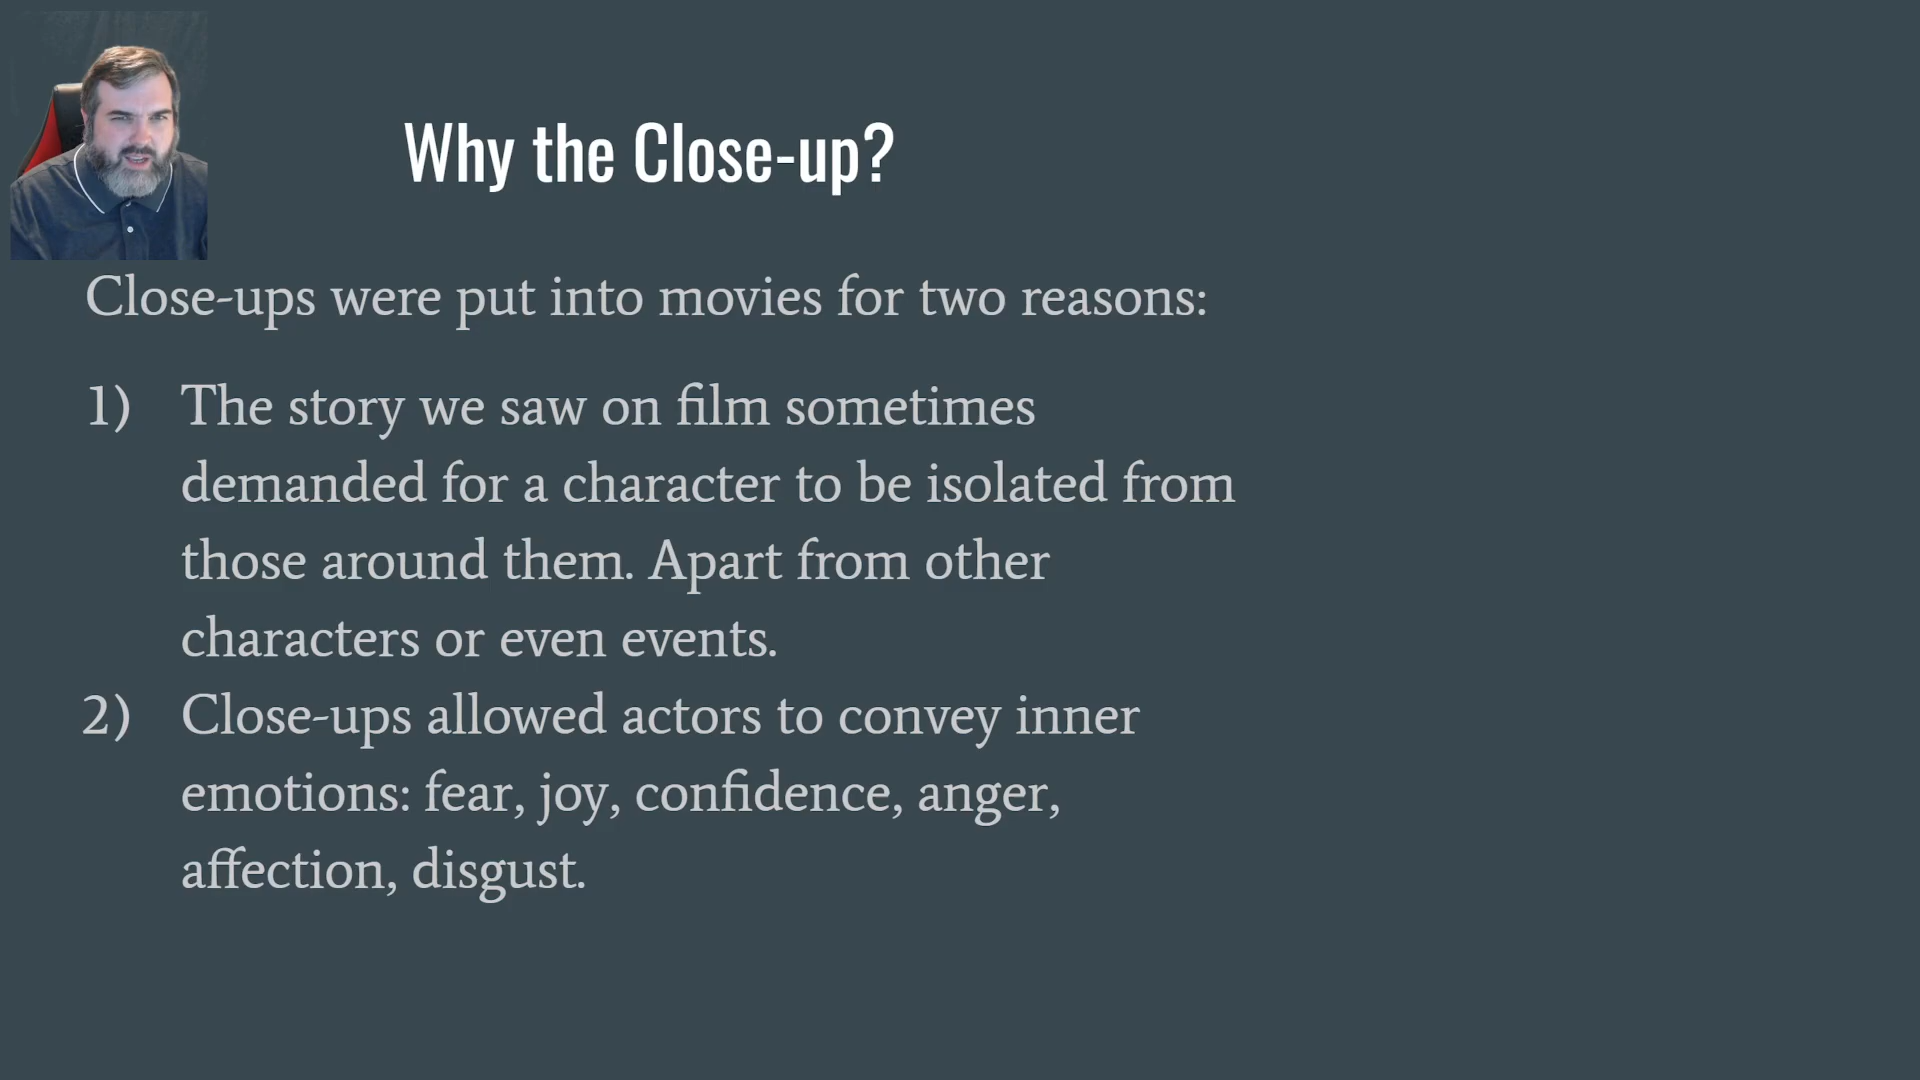 Why the Close-up?
Close-ups were put into movies for two reasons:
1) The story we saw on film sometimes
demanded for a character to be isolated from
those around them. Apart from other
characters or even events.
2) Close-ups allowed actors to convey inner
emotions: fear, joy, confidence, anger,
affection, disgust.